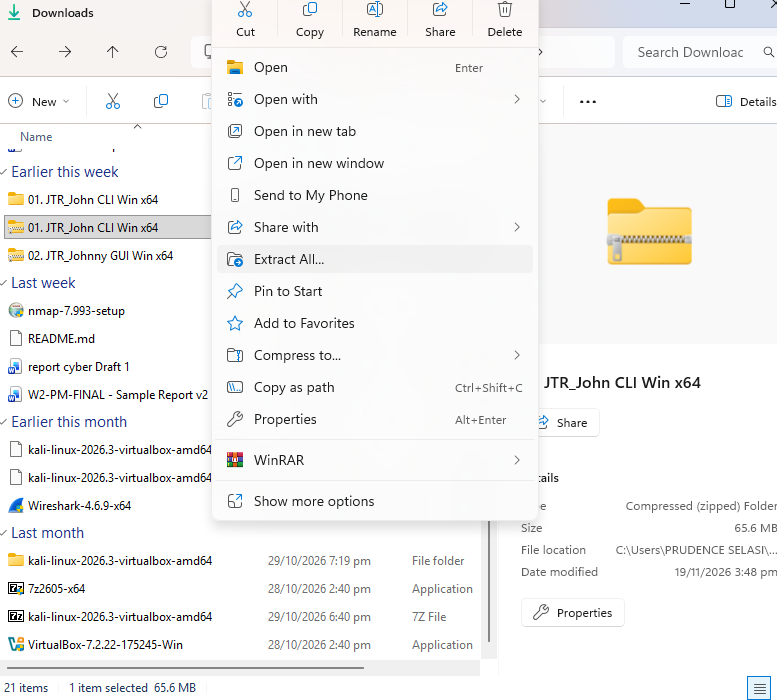 Downloads
Cut Copy Rename Share Delete
Search Downloac
New
Details
Name
Open Enter
Open with
Open in new tab
Open in new window
Send to My Phone
Share with
Extract All...
Pin to Start
Add to Favorites
Compress to...
Copy as path Ctrl+Shift+C
Properties Alt+Enter
WinRAR
Show more options
Earlier this week
01. JTR_John CLI Win x64
01. JTR_John CLI Win x64
02. JTR_Johnny GUI Win x64
Last week
nmap-7.993-setup
README.md
report cyber Draft 1
W2-PM-FINAL - Sample Report v2
Earlier this month
kali-linux-2026.3-virtualbox-amd64
kali-linux-2026.3-virtualbox-amd64
Wireshark-4.6.9-x64
Last month
kali-linux-2026.3-virtualbox-amd64 29/10/2026 7:19 pm File folder
7z2605-x64 28/10/2026 2:40 pm Application
kali-linux-2026.3-virtualbox-amd64 29/10/2026 6:40 pm 7Z File
VirtualBox-7.2.22-175245-Win 28/10/2026 2:40 pm Application
JTR_John CLI Win x64
Share
tails
e Compressed (zipped) Folder
Size 65.6 MB
File location C:\Users\PRUDENCE SELASI\...
Date modified 19/11/2026 3:48 pm
Properties
21 items 1 item selected 65.6 MB